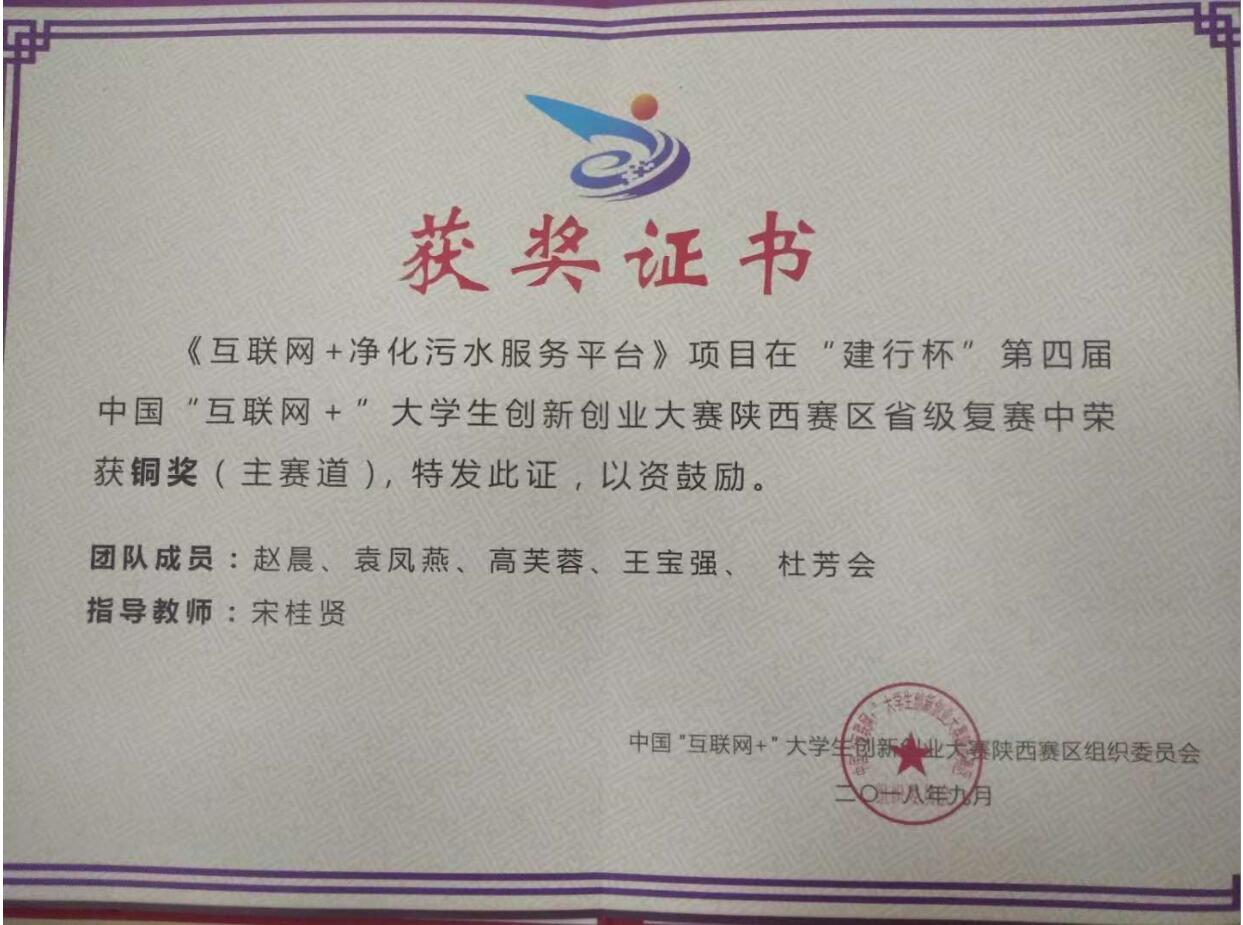 获奖证书
《互联网+净化污水服务平台》项目在“建行杯”第四届
中国“互联网+”大学生创新创业大赛陕西赛区省级复赛中荣
获铜奖（主赛道），特发此证，以资鼓励。
团队成员：赵晨、袁凤燕、高芙蓉、王宝强、 杜芳会
指导教师：宋桂贤
中国"互联网+"大学生创新创业大赛陕西赛区组织委员会
二〇一八年九月